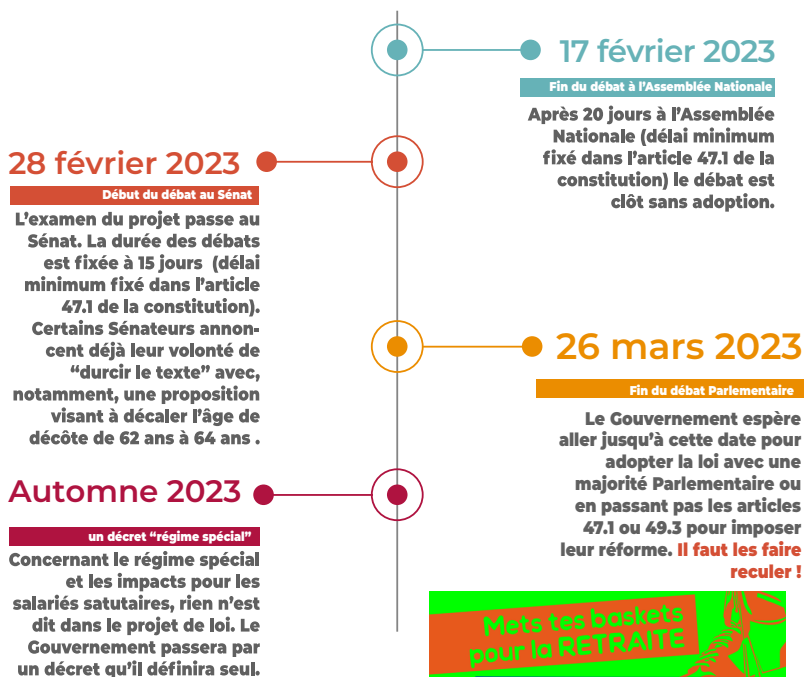 17 février 2023
Fin du débat à l'Assemblée Nationale
Après 20 jours à l'Assemblée
Nationale (délai minimum
fixé dans l'article 47.1 de la
constitution) le débat est
clôt sans adoption.
28 février 2023
Début du débat au Sénat
L'examen du projet passe au
Sénat. La durée des débats
est fixée à 15 jours (délai
minimum fixé dans l'article
47.1 de la constitution).
Certains Sénateurs annon-
cent déjà leur volonté de
“durcir le texte” avec,
notamment, une proposition
visant à décaler l'âge de
décôte de 62 ans à 64 ans .
26 mars 2023
Fin du débat Parlementaire
Le Gouvernement espère
aller jusqu'à cette date pour
adopter la loi avec une
majorité Parlementaire ou
en passant pas les articles
47.1 ou 49.3 pour imposer
leur réforme. Il faut les faire
reculer !
Automne 2023
un décret “régime spécial”
Concernant le régime spécial
et les impacts pour les
salariés satutaires, rien n'est
dit dans le projet de loi. Le
Gouvernement passera par
un décret qu'il définira seul.
Mets tes baskets
pour la RETRAITE